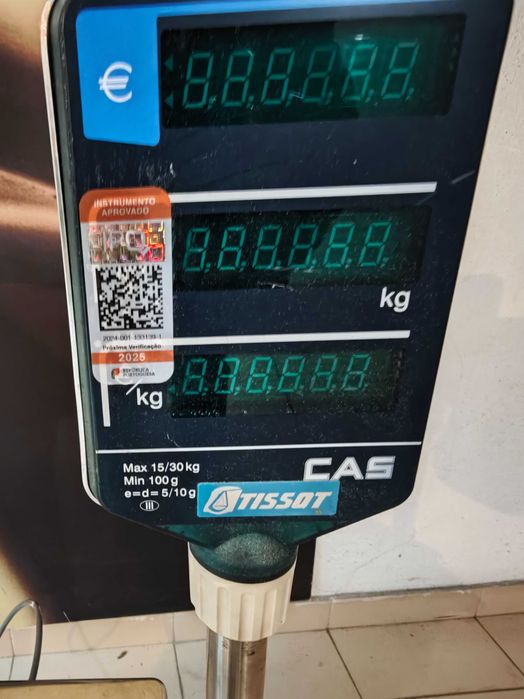 €
INSTRUMENTO
APROVADO
IPQ
kg
2024-001-133139-1
Próxima Verificação
2025
REPÚBLICA
PORTUGUESA
/kg
Max 15/30 kg
Min 100 g
e=d= 5/10 g
III
CAS
TISSOT